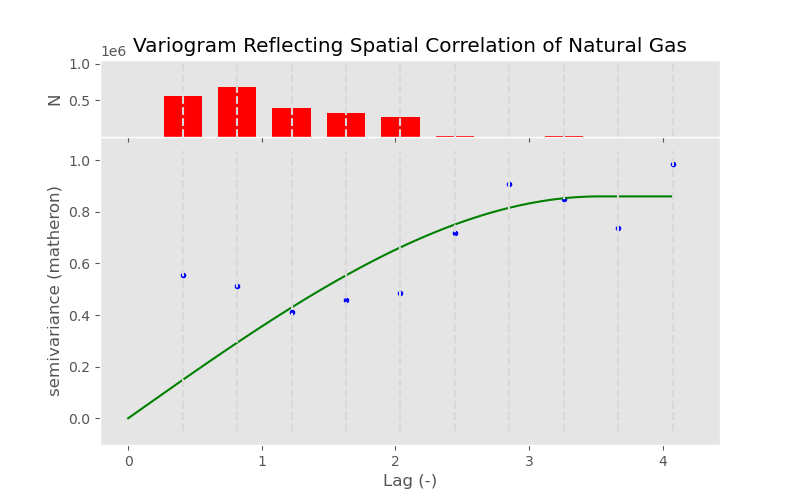 Variogram Reflecting Spatial Correlation of Natural Gas
1e6
1.0
0.5
N
1.0
0.8
0.6
0.4
0.2
0.0
semivariance (matheron)
0 1 2 3 4
Lag (-)